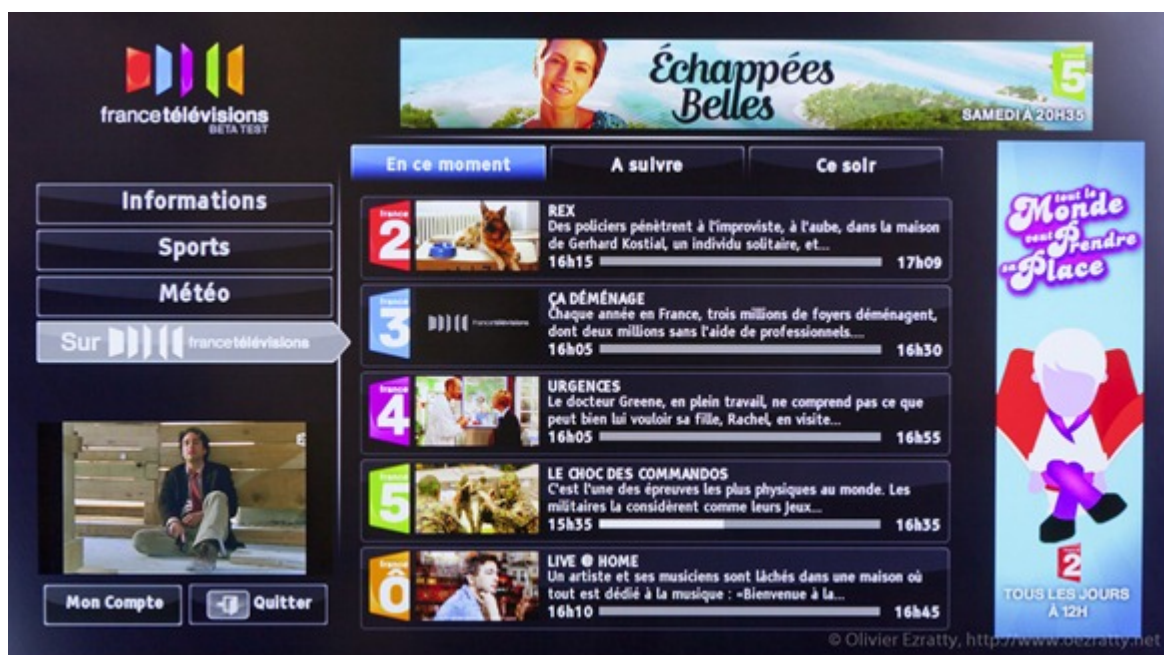 francetélévisions
BETA TEST
Échappées
Belles
5
SAMEDI À 20H35
En ce moment
A suivre
Ce soir
Informations
Sports
Météo
Sur francetélévisions
Mon Compte
Quitter
france
2
REX
Des policiers pénètrent à l'improviste, à l'aube, dans la maison
de Gerhard Kostial, un individu solitaire, et...
16h15 17h09
france
3
francetélévisions
ÇA DÉMÉNAGE
Chaque année en France, trois millions de foyers déménagent,
dont deux millions sans l'aide de professionnels....
16h05 16h30
france
4
URGENCES
Le docteur Greene, en plein travail, ne comprend pas ce que
peut bien lui vouloir sa fille, Rachel, en visite...
16h05 16h55
france
5
LE CHOC DES COMMANDOS
C'est l'une des épreuves les plus physiques au monde. Les
militaires la considèrent comme leurs Jeux...
15h35 16h35
france
Ô
LIVE @ HOME
Un artiste et ses musiciens sont lâchés dans une maison où
tout est dédié à la musique : «Bienvenue à la...
16h10 16h45
tout le
Monde
veut Prendre
sa Place
2
TOUS LES JOURS
À 12H
© Olivier Ezratty, http://www.oezratty.net